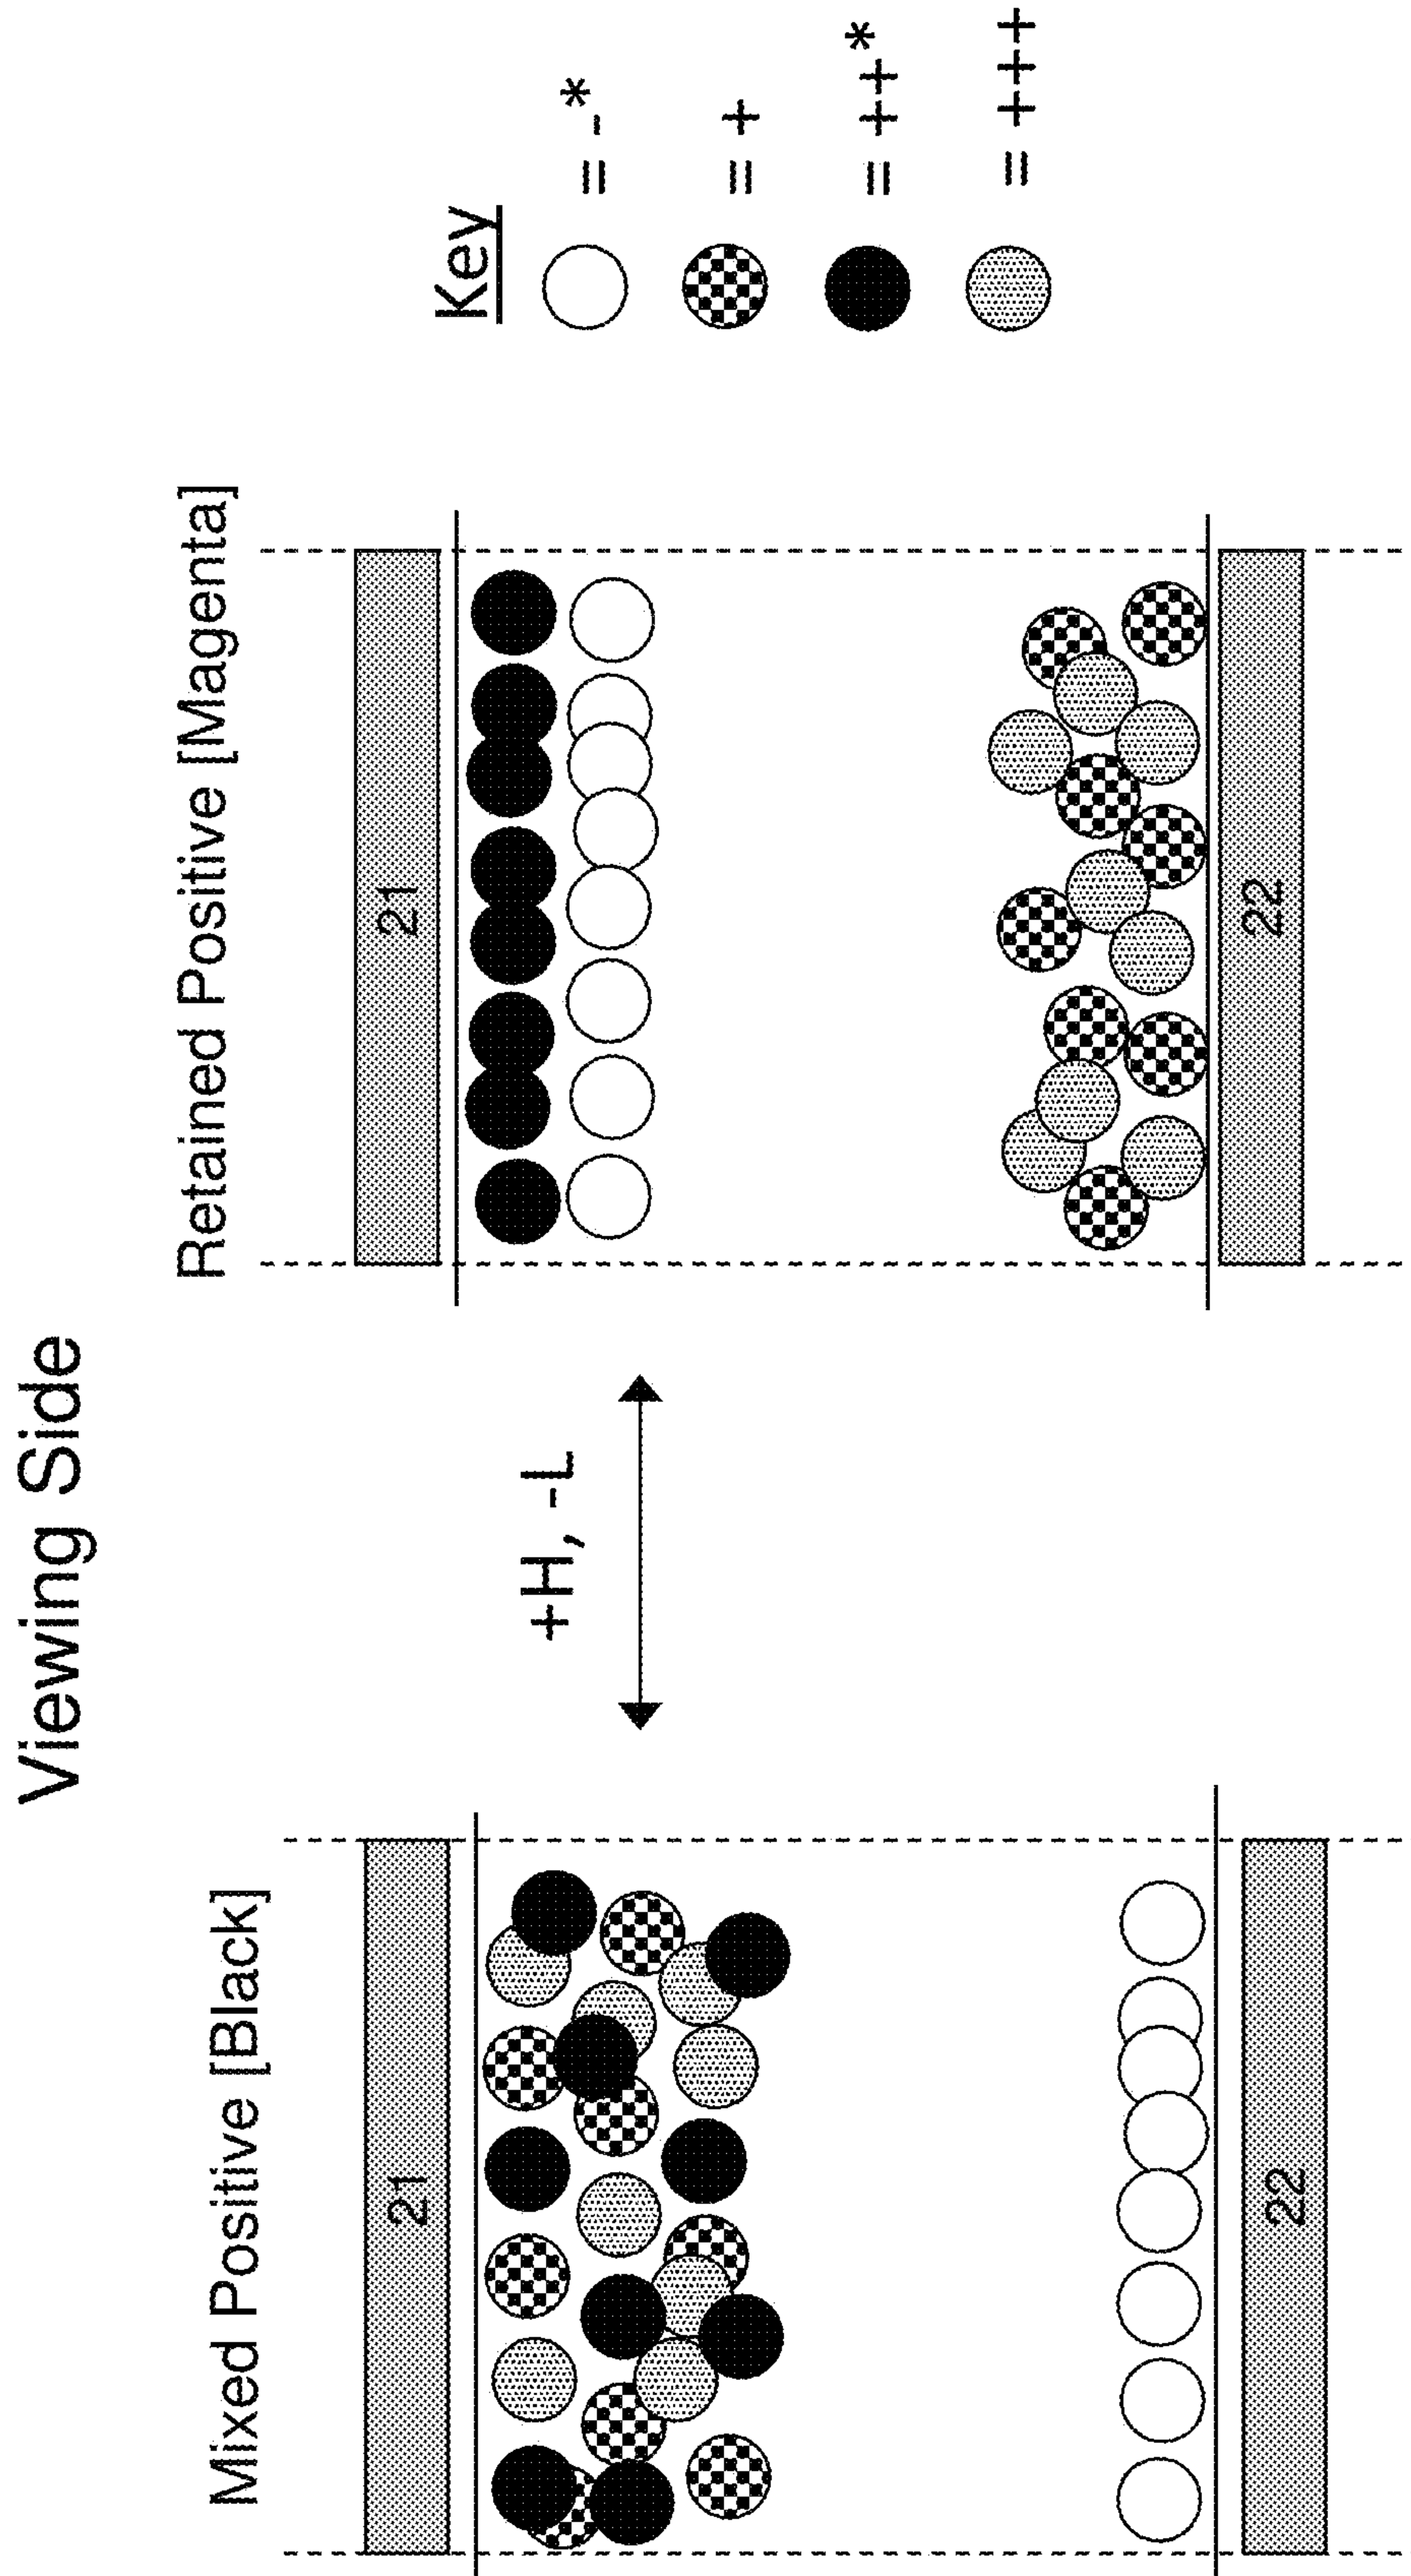 Viewing Side
Mixed Positive [Black]
Retained Positive [Magenta]
21
21
+H, -L
22
22
Key
= -*
= +
= ++*
= +++